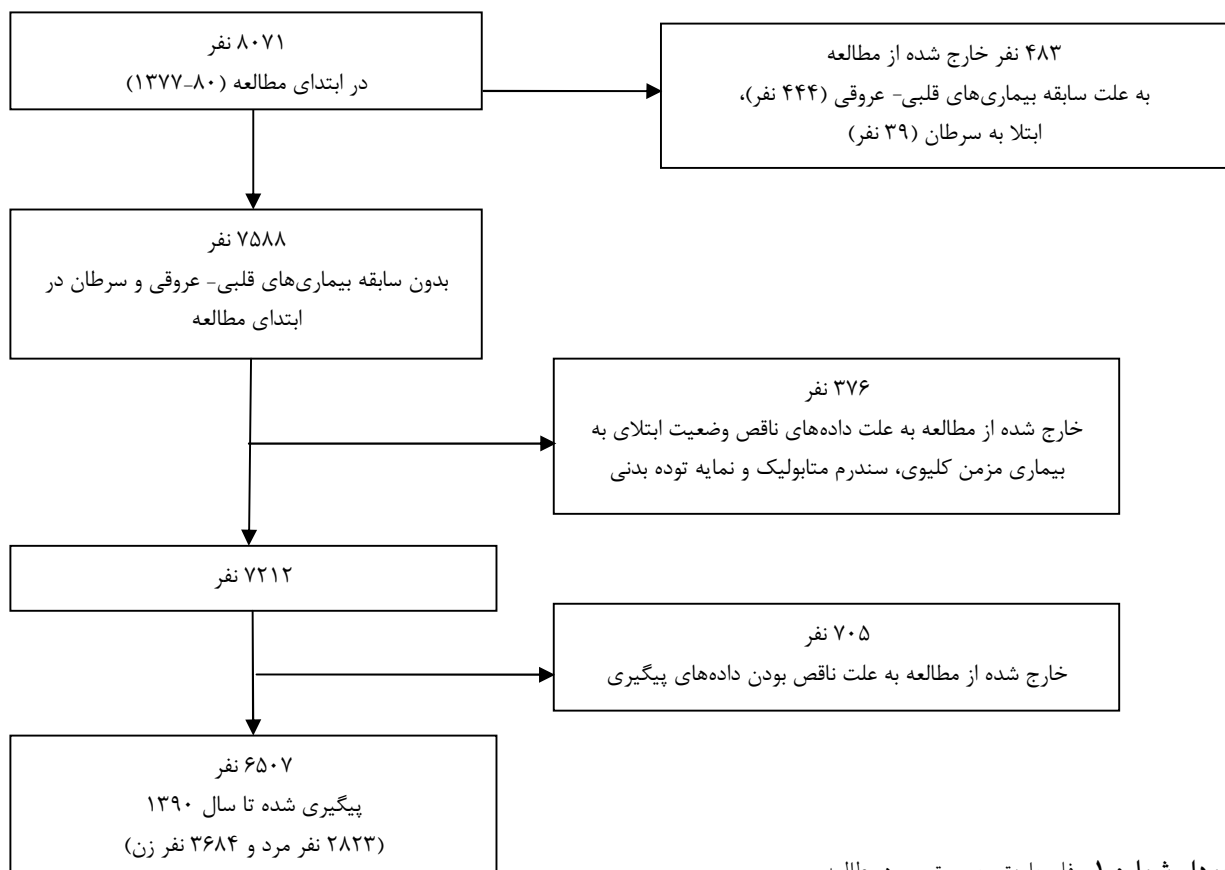 ۸۰۷۱ نفر
در ابتدای مطالعه (۸۰-۱۳۷۷)
۴۸۳ نفر خارج شده از مطالعه
به علت سابقه بیماری‌های قلبی- عروقی (۴۴۴ نفر)،
ابتلا به سرطان (۳۹ نفر)
۷۵۸۸ نفر
بدون سابقه بیماری‌های قلبی- عروقی و سرطان در
ابتدای مطالعه
۳۷۶ نفر
خارج شده از مطالعه به علت داده‌های ناقص وضعیت ابتلای به
بیماری مزمن کلیوی، سندرم متابولیک و نمایه توده بدنی
۷۲۱۲ نفر
۷۰۵ نفر
خارج شده از مطالعه به علت ناقص بودن داده‌های پیگیری
۶۵۰۷ نفر
پیگیری شده تا سال ۱۳۹۰
(۲۸۲۳ نفر مرد و ۳۶۸۴ نفر زن)
شماره ۱